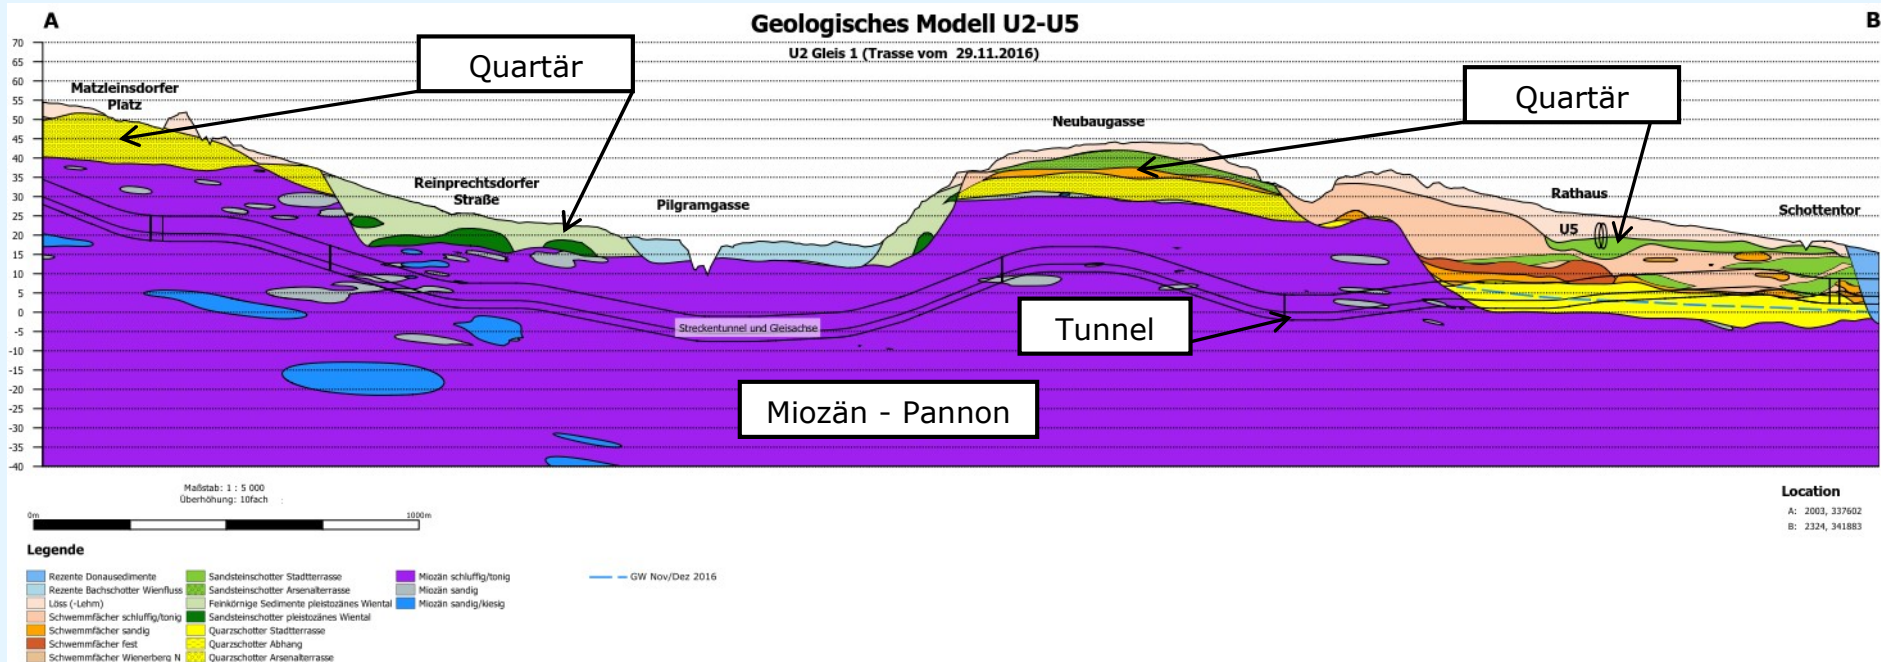 A
Geologisches Modell U2-U5
B
U2 Gleis 1 (Trasse vom 29.11.2016)
70
65
60
55
50
45
40
35
30
25
20
15
10
5
0
-5
-10
-15
-20
-25
-30
-35
-40
Matzleinsdorfer
Platz
Quartär
Reinprechtsdorfer
Straße
Pilgramgasse
Neubaugasse
Quartär
Rathaus
U5
Schottentor
Streckentunnel und Gleisachse
Tunnel
Miozän - Pannon
Maßstab: 1 : 5 000
Überhöhung: 10fach
0m
1000m
Location
A: 2003, 337602
B: 2324, 341883
Legende
Rezente Donausedimente
Rezente Bachschotter Wienfluss
Löss (-Lehm)
Schwemmfächer schluffig/tonig
Schwemmfächer sandig
Schwemmfächer fest
Schwemmfächer Wienerberg N
Sandsteinschotter Stadtterrasse
Sandsteinschotter Arsenalterrasse
Feinkörnige Sedimente pleistozänes Wiental
Sandsteinschotter pleistozänes Wiental
Quarzschotter Stadtterrasse
Quarzschotter Abhang
Quarzschotter Arsenalterrasse
Miozän schluffig/tonig
Miozän sandig
Miozän sandig/kiesig
GW Nov/Dez 2016